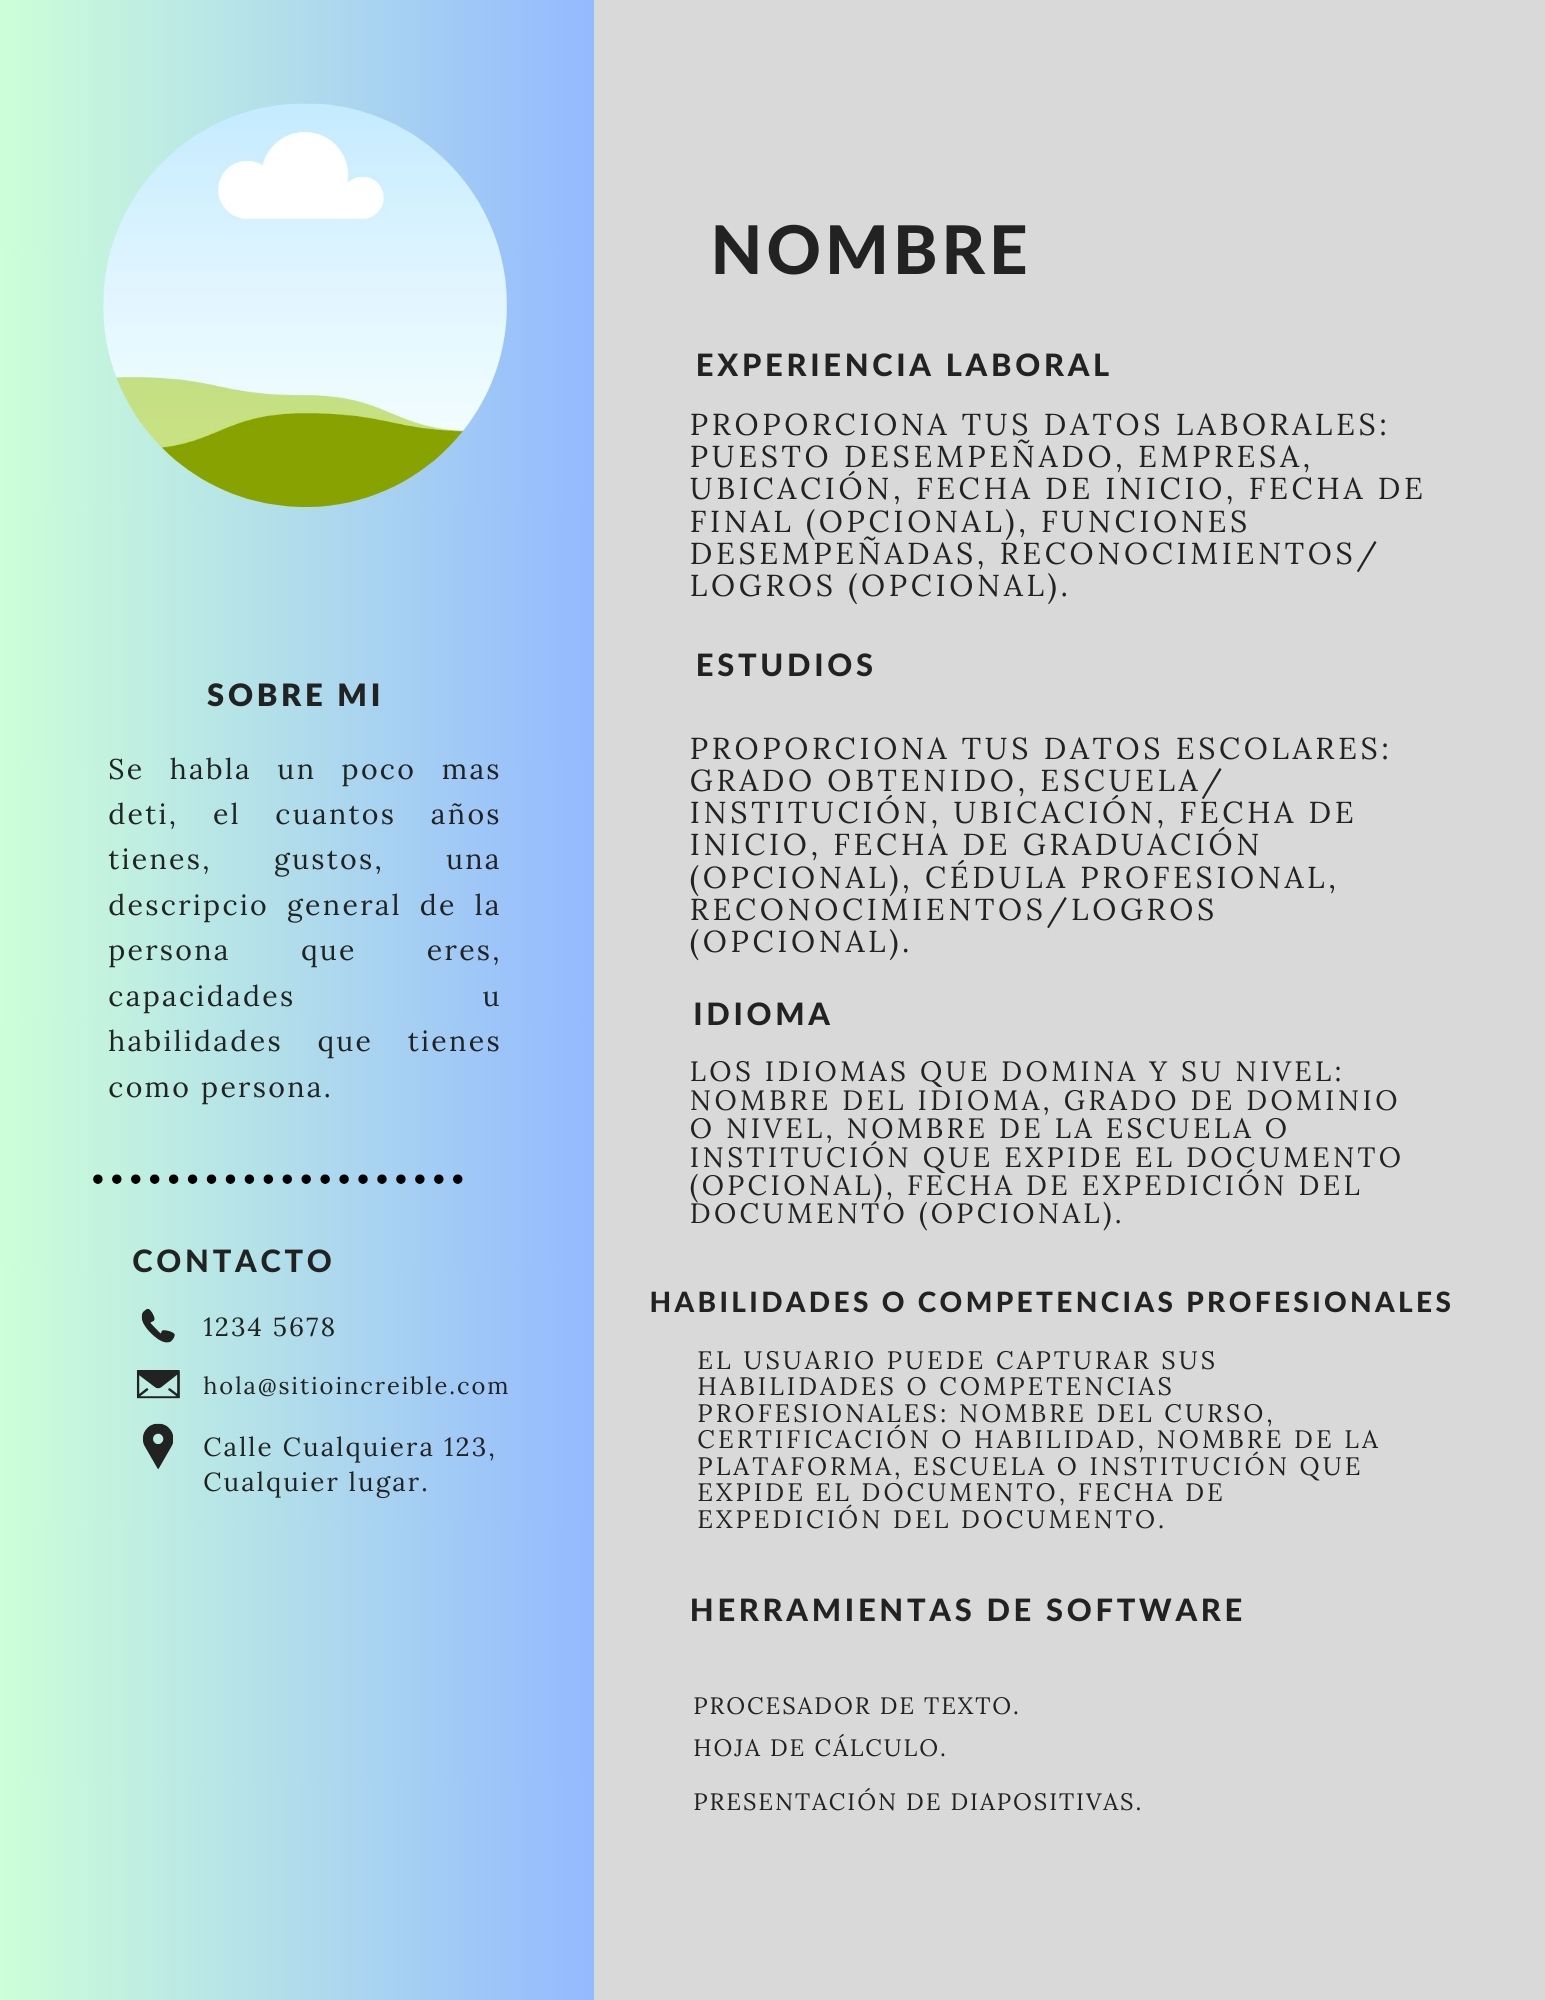 SOBRE MI
Se habla un poco mas
deti, el cuantos años
tienes, gustos, una
descripcio general de la
persona que eres,
capacidades u
habilidades que tienes
como persona.
CONTACTO
1234 5678
hola@sitioincreible.com
Calle Cualquiera 123,
Cualquier lugar.
NOMBRE
EXPERIENCIA LABORAL
PROPORCIONA TUS DATOS LABORALES:
PUESTO DESEMPEÑADO, EMPRESA,
UBICACIÓN, FECHA DE INICIO, FECHA DE
FINAL (OPCIONAL), FUNCIONES
DESEMPEÑADAS, RECONOCIMIENTOS/
LOGROS (OPCIONAL).
ESTUDIOS
PROPORCIONA TUS DATOS ESCOLARES:
GRADO OBTENIDO, ESCUELA/
INSTITUCIÓN, UBICACIÓN, FECHA DE
INICIO, FECHA DE GRADUACIÓN
(OPCIONAL), CÉDULA PROFESIONAL,
RECONOCIMIENTOS/LOGROS
(OPCIONAL).
IDIOMA
LOS IDIOMAS QUE DOMINA Y SU NIVEL:
NOMBRE DEL IDIOMA, GRADO DE DOMINIO
O NIVEL, NOMBRE DE LA ESCUELA O
INSTITUCIÓN QUE EXPIDE EL DOCUMENTO
(OPCIONAL), FECHA DE EXPEDICIÓN DEL
DOCUMENTO (OPCIONAL).
HABILIDADES O COMPETENCIAS PROFESIONALES
EL USUARIO PUEDE CAPTURAR SUS
HABILIDADES O COMPETENCIAS
PROFESIONALES: NOMBRE DEL CURSO,
CERTIFICACIÓN O HABILIDAD, NOMBRE DE LA
PLATAFORMA, ESCUELA O INSTITUCIÓN QUE
EXPIDE EL DOCUMENTO, FECHA DE
EXPEDICIÓN DEL DOCUMENTO.
HERRAMIENTAS DE SOFTWARE
PROCESADOR DE TEXTO.
HOJA DE CÁLCULO.
PRESENTACIÓN DE DIAPOSITIVAS.